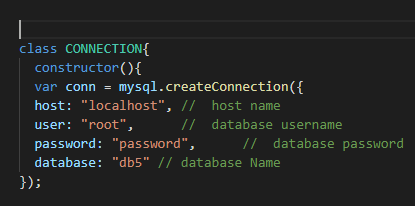 class CONNECTION{
constructor(){
var conn = mysql.createConnection({
host: "localhost", // host name
user: "root", // database username
password: "password", // database password
database: "db5" // database Name
});